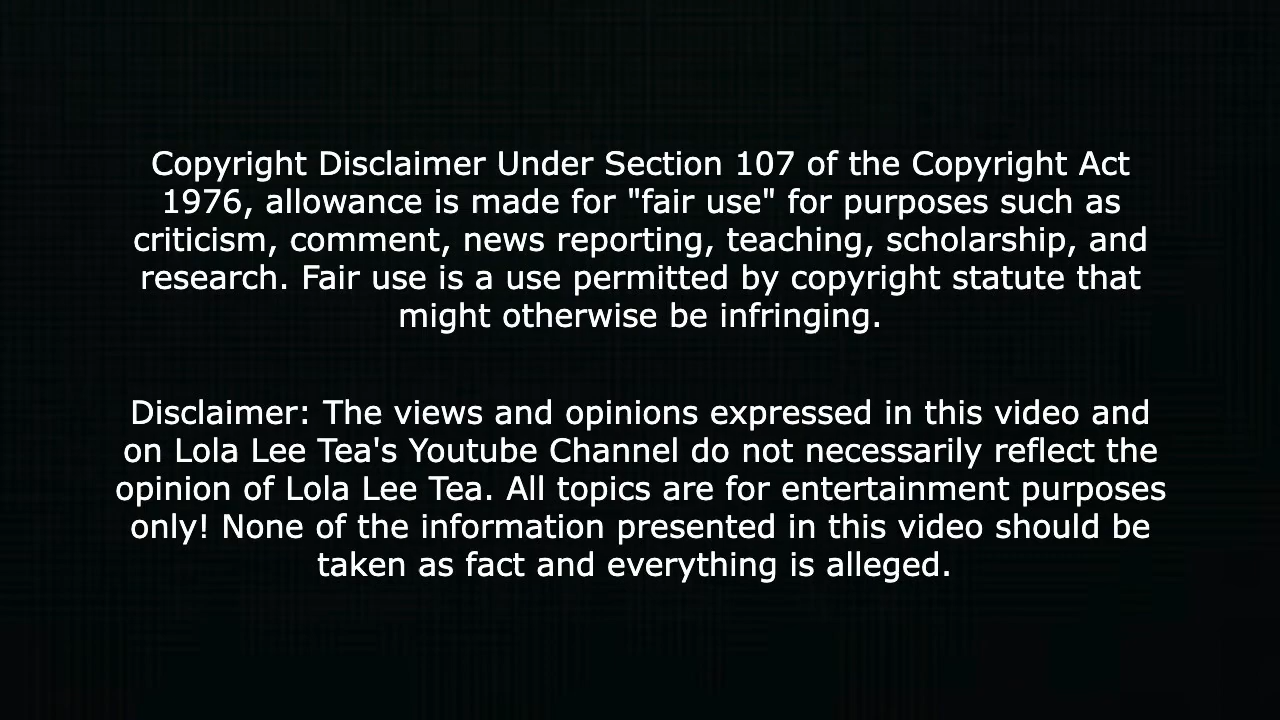 Copyright Disclaimer Under Section 107 of the Copyright Act
1976, allowance is made for "fair use" for purposes such as
criticism, comment, news reporting, teaching, scholarship, and
research. Fair use is a use permitted by copyright statute that
might otherwise be infringing.
Disclaimer: The views and opinions expressed in this video and
on Lola Lee Tea's Youtube Channel do not necessarily reflect the
opinion of Lola Lee Tea. All topics are for entertainment purposes
only! None of the information presented in this video should be
taken as fact and everything is alleged.